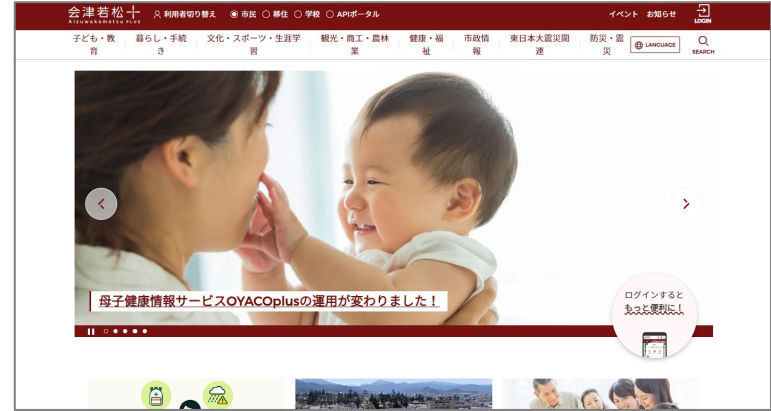 会津若松＋ 利用者切り替え 市民 移住 学校 APIポータル イベント お知らせ
Aizuwakamatsu PLUS
LOGIN
子ども・教育
暮らし・手続き
文化・スポーツ・生涯学習
観光・商工・農林業
健康・福祉
市政情報
東日本大震災関連
防災・震災
LANGUAGE
SEARCH
母子健康情報サービスOYACOplusの運用が変わりました！
ログインすると
もっと便利に！